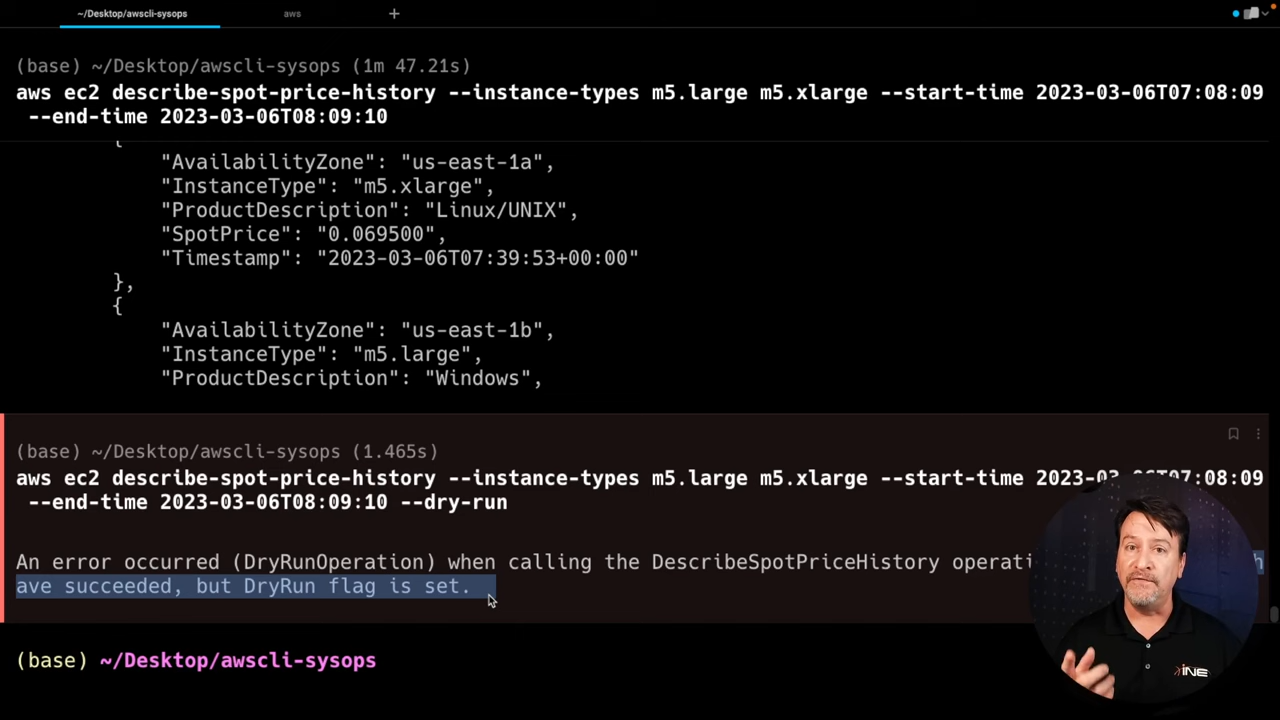 ~/Desktop/awscli-sysops
aws
(base) ~/Desktop/awscli-sysops (1m 47.21s)
aws ec2 describe-spot-price-history --instance-types m5.large m5.xlarge --start-time 2023-03-06T07:08:09
--end-time 2023-03-06T08:09:10
{
"AvailabilityZone": "us-east-1a",
"InstanceType": "m5.xlarge",
"ProductDescription": "Linux/UNIX",
"SpotPrice": "0.069500",
"Timestamp": "2023-03-06T07:39:53+00:00"
},
{
"AvailabilityZone": "us-east-1b",
"InstanceType": "m5.large",
"ProductDescription": "Windows",
(base) ~/Desktop/awscli-sysops (1.465s)
aws ec2 describe-spot-price-history --instance-types m5.large m5.xlarge --start-time 2023-03-06T07:08:09
--end-time 2023-03-06T08:09:10 --dry-run
An error occurred (DryRunOperation) when calling the DescribeSpotPriceHistory operati h
ave succeeded, but DryRun flag is set.
(base) ~/Desktop/awscli-sysops
INE